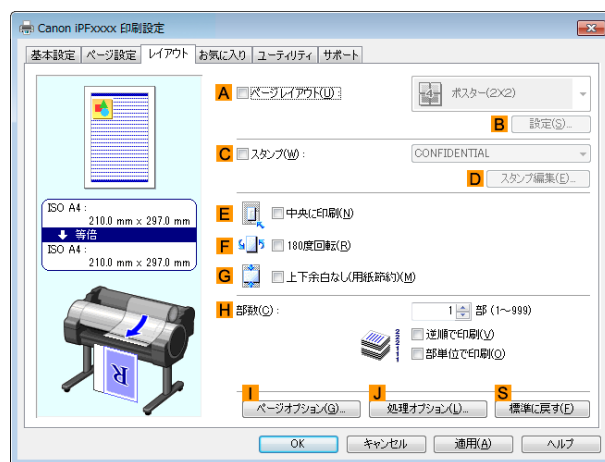 Canon iPFxxxx 印刷設定
基本設定 ページ設定 レイアウト お気に入り ユーティリティ サポート
A ページレイアウト(U): 4 ポスター(2X2)
B 設定(S)...
C スタンプ(W): CONFIDENTIAL
D スタンプ編集(E)...
ISO A4 :
210.0 mm x 297.0 mm
等倍
ISO A4 :
210.0 mm x 297.0 mm
E 中央に印刷(N)
F 180度回転(R)
G 上下余白なし(用紙節約)(M)
H 部数(C): 1 部 (1~999)
逆順で印刷(V)
部単位で印刷(O)
I J S
ページオプション(G)... 処理オプション(L)... 標準に戻す(F)
OK キャンセル 適用(A) ヘルプ